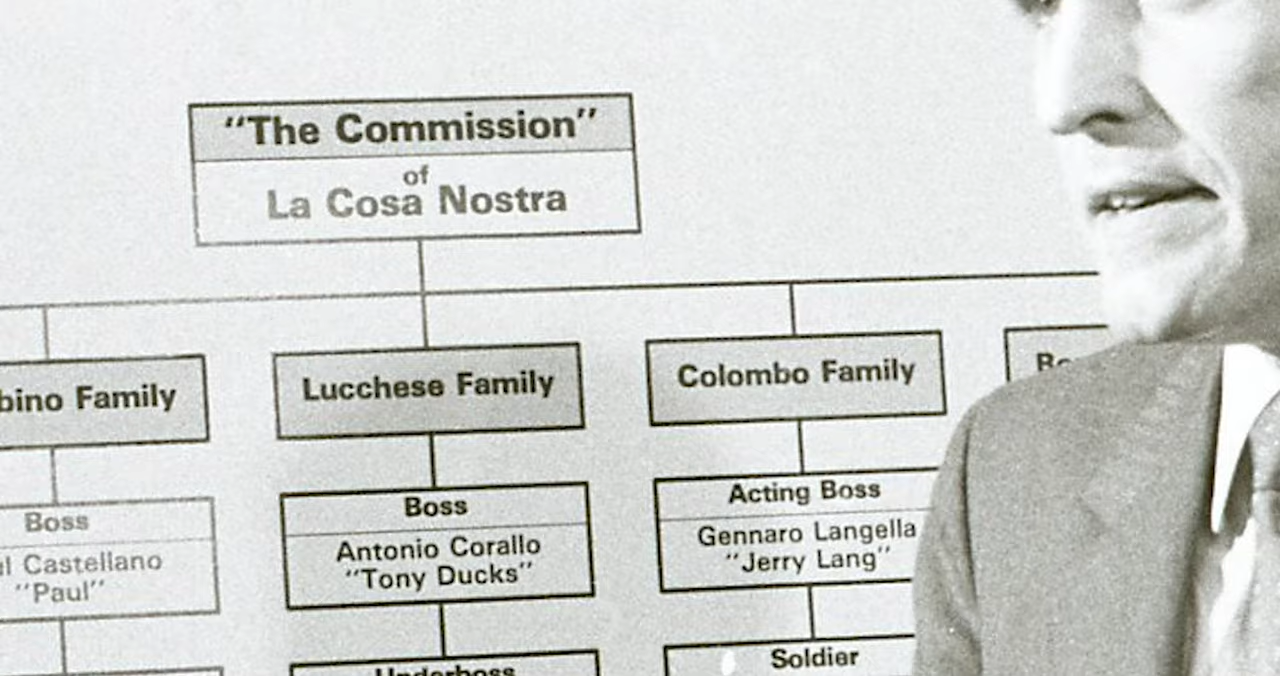 "The Commission"
of
La Cosa Nostra
bino Family
Lucchese Family
Colombo Family
Boss
l Castellano
"Paul"
Boss
Antonio Corallo
"Tony Ducks"
Acting Boss
Gennaro Langella
"Jerry Lang"
Underboss
Soldier